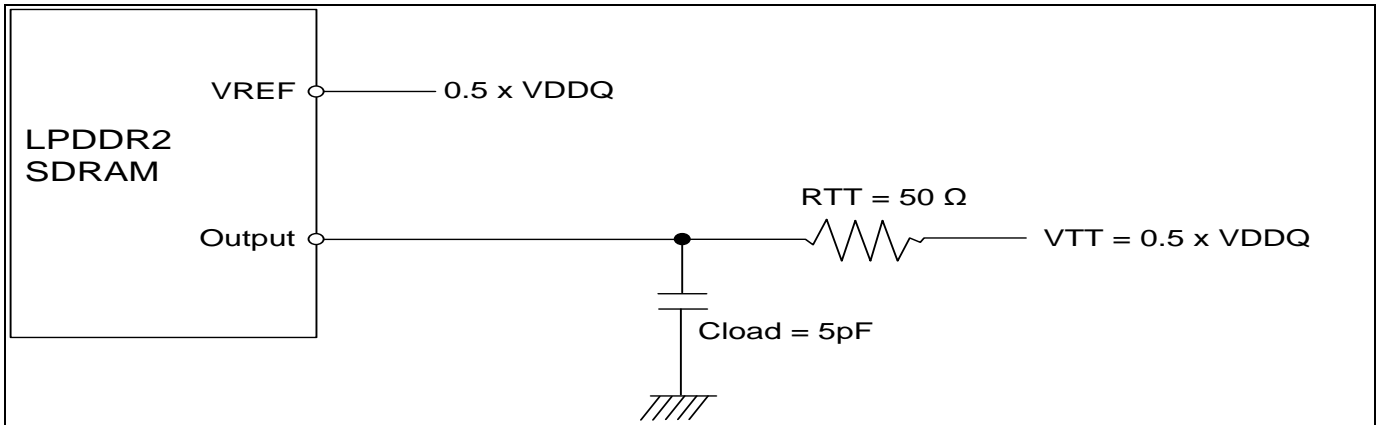 VREF
0.5 x VDDQ
LPDDR2
SDRAM
RTT = 50 Ω
Output
VTT = 0.5 x VDDQ
Cload = 5pF